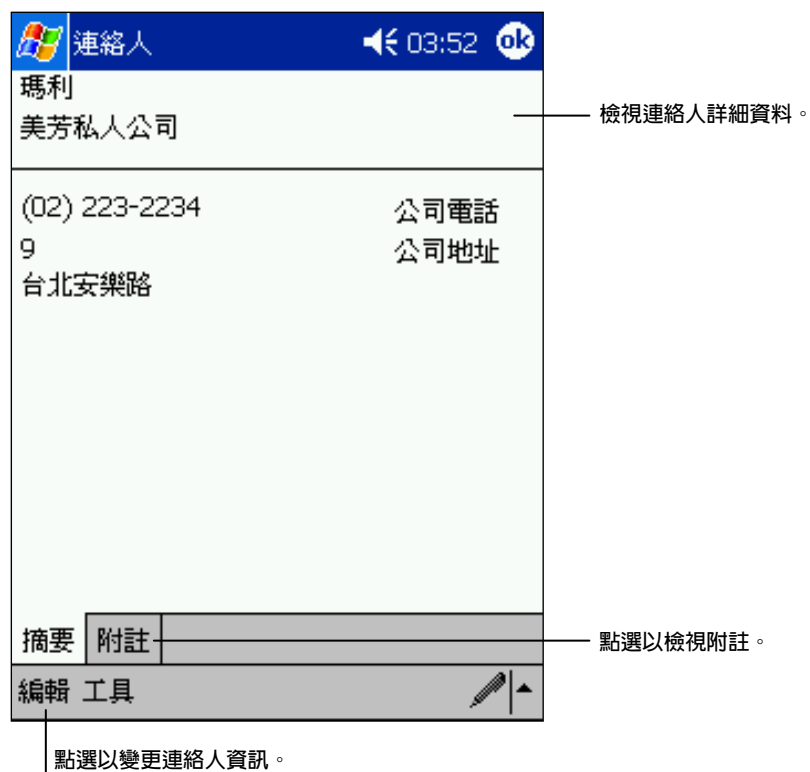 連絡人 03:52 ok
瑪利
美芳私人公司
檢視連絡人詳細資料。
(02) 223-2234 公司電話
9 公司地址
台北安樂路
摘要 附註
點選以檢視附註。
編輯 工具
點選以變更連絡人資訊。